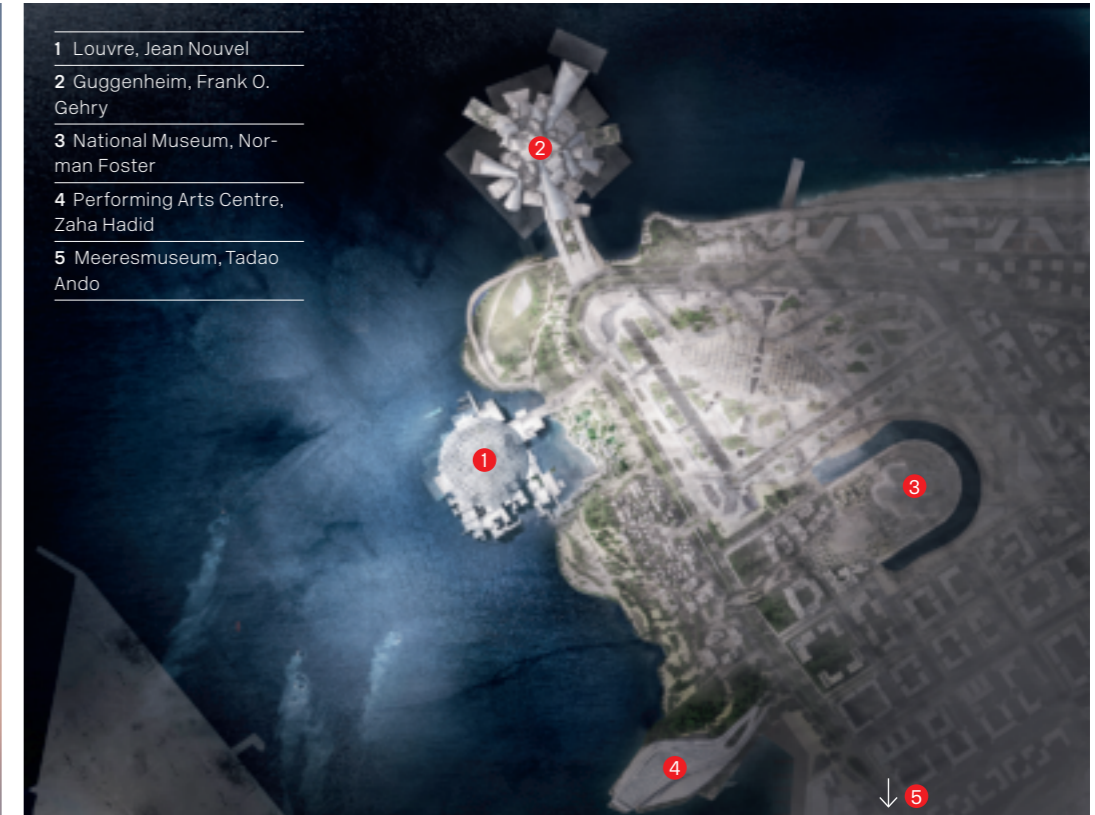 1 Louvre, Jean Nouvel
2 Guggenheim, Frank O.
Gehry
3 National Museum, Nor-
man Foster
4 Performing Arts Centre,
Zaha Hadid
5 Meeresmuseum, Tadao
Ando
2
1
3
4
5